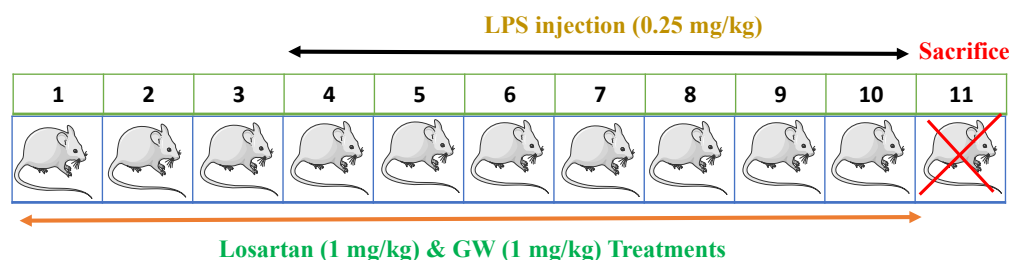 LPS injection (0.25 mg/kg)
Sacrifice
1 2 3 4 5 6 7 8 9 10 11
Losartan (1 mg/kg) & GW (1 mg/kg) Treatments